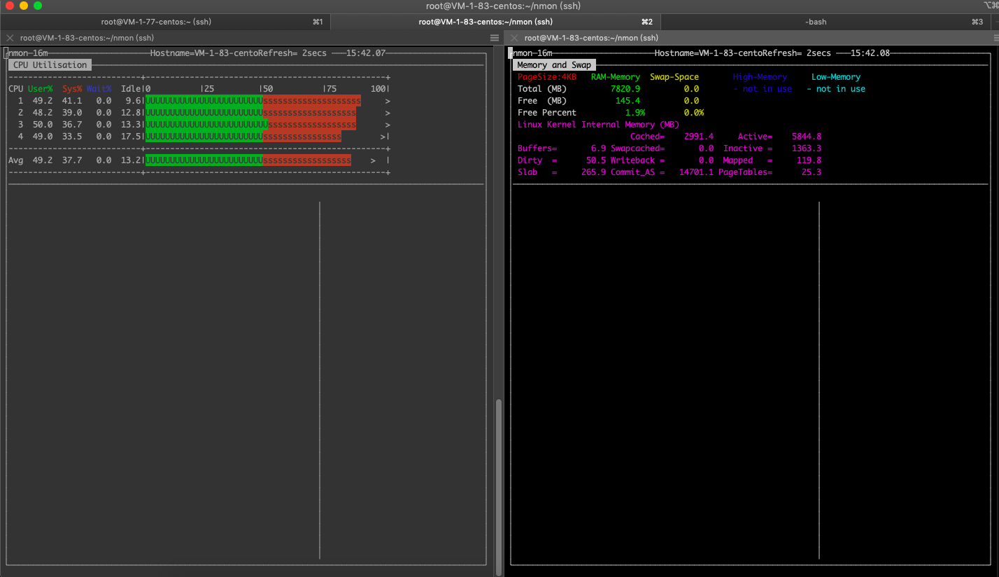 root@VM-1-83-centos:~/nmon (ssh)
⌥⌘
root@VM-1-77-centos:~ (ssh) ⌘1
root@VM-1-83-centos:~/nmon (ssh) ⌘2
-bash ⌘3
root@VM-1-83-centos:~/nmon (ssh)
nmon─16m─────────────────────Hostname=VM-1-83-centoRefresh= 2secs ───15:42.07
CPU Utilisation
---------------------------+-------------------------------------------------+
CPU User% Sys% Wait% Idle|0 |25 |50 |75 100|
1 49.2 41.1 0.0 9.6|UUUUUUUUUUUUUUUUUUUUUUUUssssssssssssssssssss >
2 48.2 39.0 0.0 12.8|UUUUUUUUUUUUUUUUUUUUUUUUsssssssssssssssssss >
3 50.0 36.7 0.0 13.3|UUUUUUUUUUUUUUUUUUUUUUUUUssssssssssssssssss >
4 49.0 33.5 0.0 17.5|UUUUUUUUUUUUUUUUUUUUUUUUssssssssssssssss >|
---------------------------+-------------------------------------------------+
Avg 49.2 37.7 0.0 13.2|UUUUUUUUUUUUUUUUUUUUUUUUssssssssssssssssss > |
---------------------------+-------------------------------------------------+
root@VM-1-83-centos:~/nmon (ssh)
nmon─16m─────────────────────Hostname=VM-1-83-centoRefresh= 2secs ───15:42.08
Memory and Swap
PageSize:4KB RAM-Memory Swap-Space High-Memory Low-Memory
Total (MB) 7820.9 0.0 - not in use - not in use
Free (MB) 145.4 0.0
Free Percent 1.9% 0.0%
Linux Kernel Internal Memory (MB)
Cached= 2991.4 Active= 5844.8
Buffers= 6.9 Swapcached= 0.0 Inactive = 1363.3
Dirty = 50.5 Writeback = 0.0 Mapped = 119.8
Slab = 265.9 Commit_AS = 14701.1 PageTables= 25.3